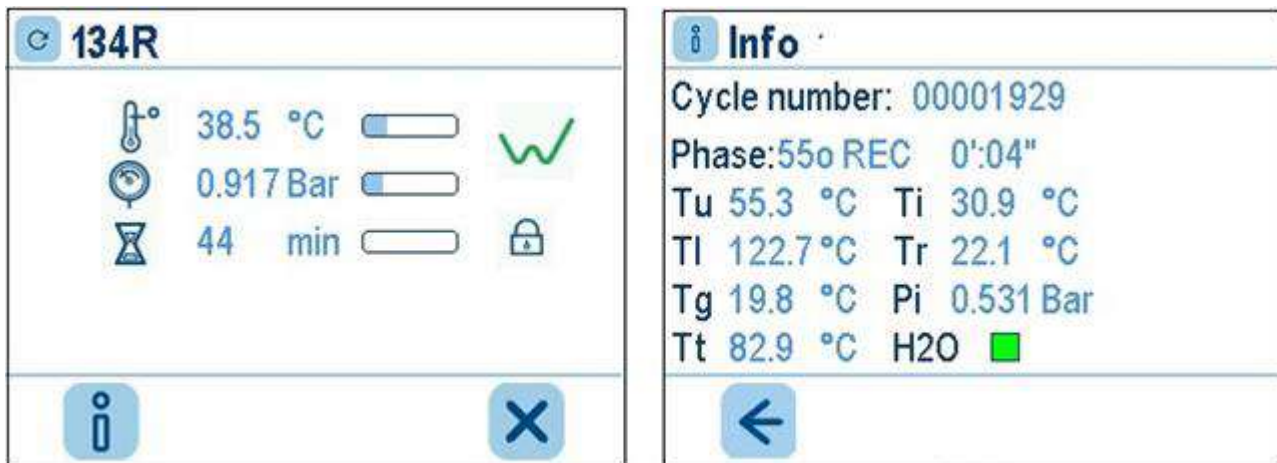 134R
38.5 °C
0.917 Bar
44 min
Info
Cycle number: 00001929
Phase:55o REC 0':04"
Tu 55.3 °C Ti 30.9 °C
Tl 122.7 °C Tr 22.1 °C
Tg 19.8 °C Pi 0.531 Bar
Tt 82.9 °C H2O